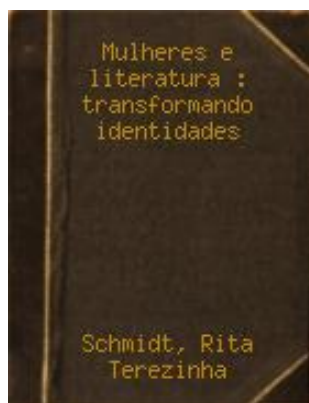 Mulheres e
literatura :
transformando
identidades
Schmidt, Rita
Terezinha